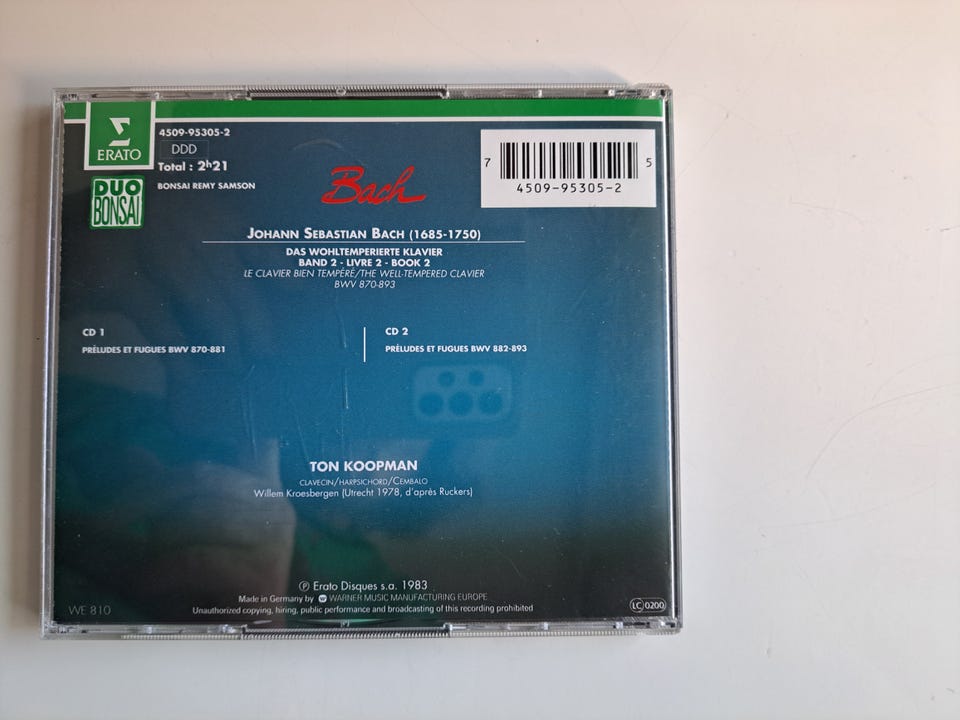 ERATO
4509-95305-2
DDD
Total : 2h21
DUO
BONSAI
BONSAI REMY SAMSON
7 5
4509-95305-2
Bach
JOHANN SEBASTIAN BACH (1685-1750)
DAS WOHLTEMPERIERTE KLAVIER
BAND 2 - LIVRE 2 - BOOK 2
LE CLAVIER BIEN TEMPÉRÉ/THE WELL-TEMPERED CLAVIER
BWV 870-893
CD 1
PRÉLUDES ET FUGUES BWV 870-881
CD 2
PRÉLUDES ET FUGUES BWV 882-893
TON KOOPMAN
CLAVECIN/HARPSICHORD/CEMBALO
Willem Kroesbergen (Utrecht 1978, d'après Ruckers)
℗ Erato Disques s.a. 1983
Made in Germany by WARNER MUSIC MANUFACTURING EUROPE
Unauthorized copying, hiring, public performance and broadcasting of this recording prohibited
WE 810
LC 0200